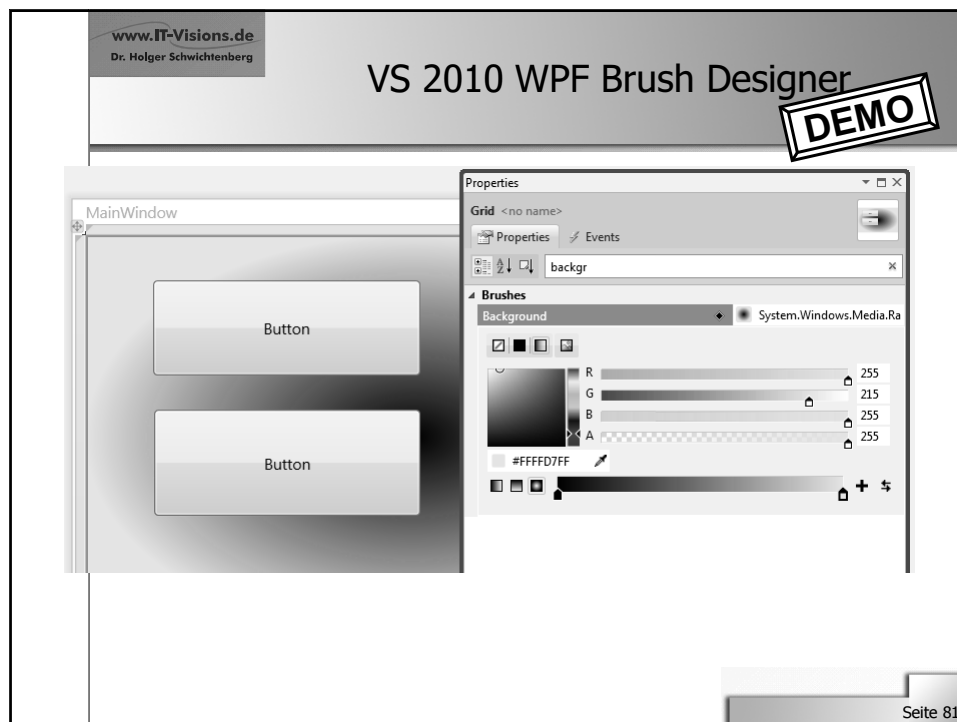 www.IT-Visions.de
Dr. Holger Schwichtenberg
VS 2010 WPF Brush Designer
DEMO
MainWindow
Button
Button
Properties
Grid <no name>
Properties
Events
backgr
Brushes
Background
System.Windows.Media.Ra
R 255
G 215
B 255
A 255
#FFFFD7FF
Seite 81